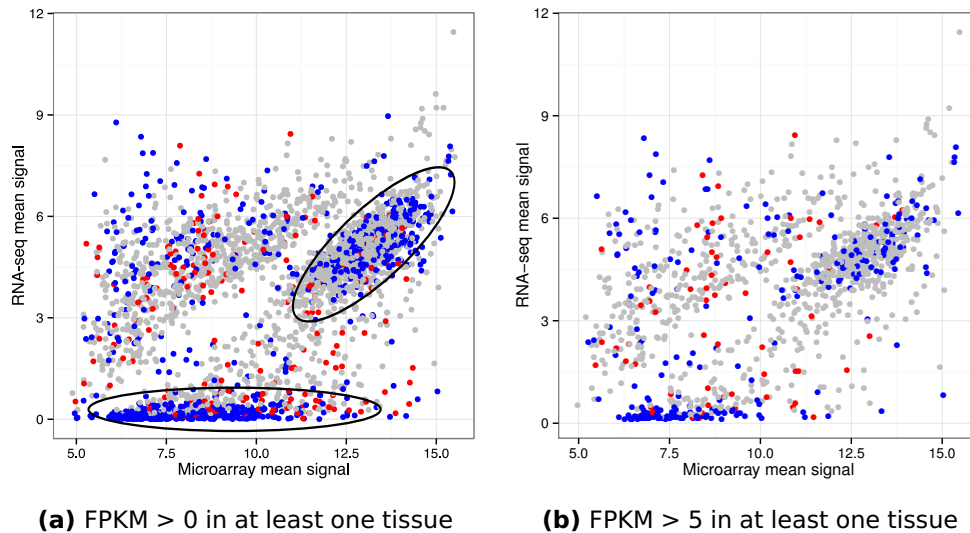 12
9
6
3
0
RNA-seq mean signal
5.0 7.5 10.0 12.5 15.0
Microarray mean signal
(a) FPKM > 0 in at least one tissue
12
9
6
3
0
RNA−seq mean signal
5.0 7.5 10.0 12.5 15.0
Microarray mean signal
(b) FPKM > 5 in at least one tissue